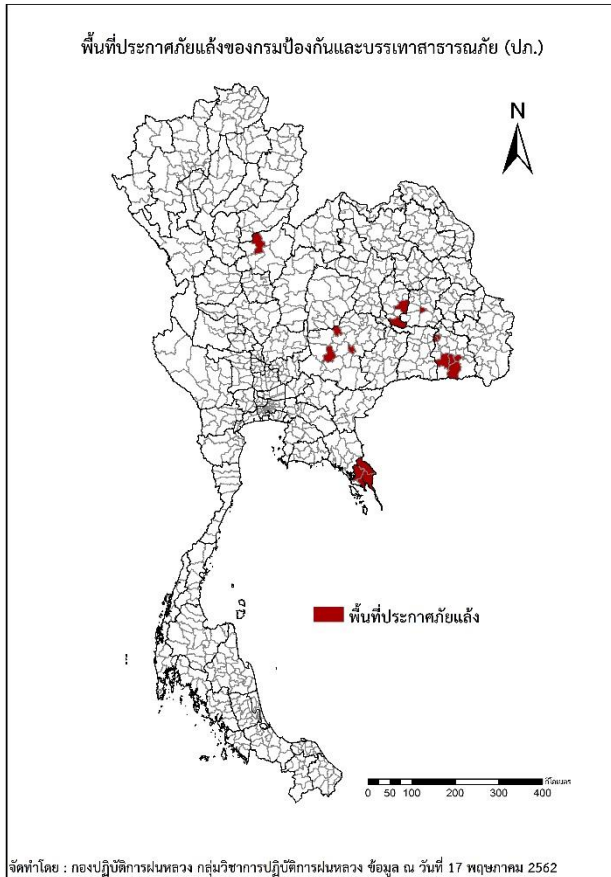 พื้นที่ประกาศภัยแล้งของกรมป้องกันและบรรเทาสาธารณภัย (ปภ.)
N
พื้นที่ประกาศภัยแล้ง
กิโลเมตร
0 50 100 200 300 400
จัดทำโดย : กองปฏิบัติการฝนหลวง กลุ่มวิชาการปฏิบัติการฝนหลวง ข้อมูล ณ วันที่ 17 พฤษภาคม 2562